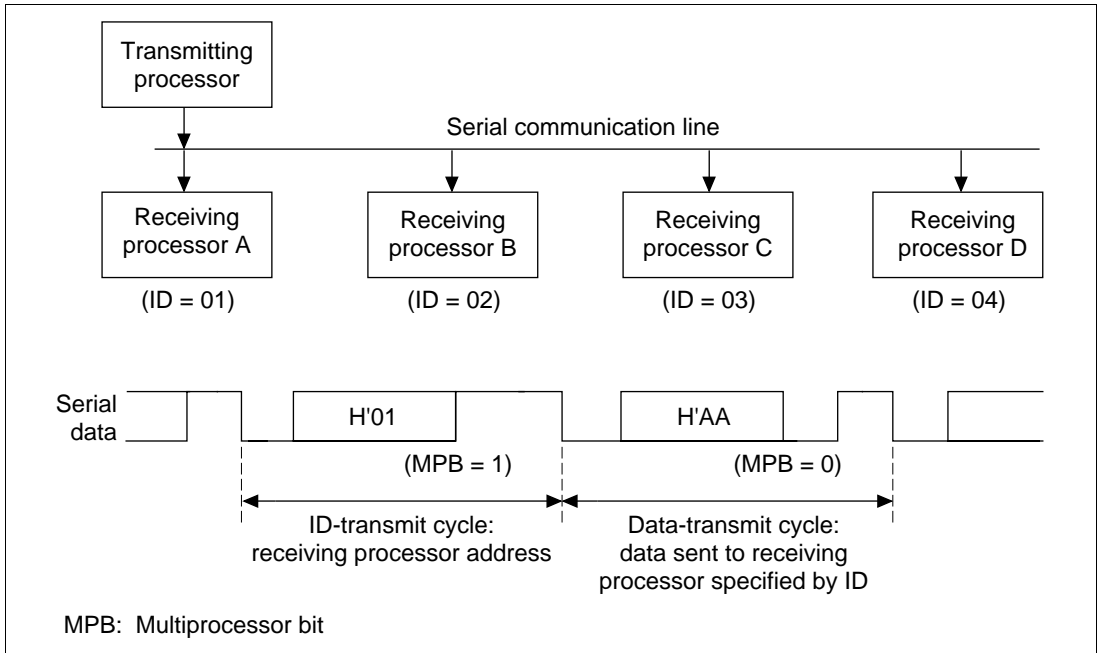 Transmitting
processor
Serial communication line
Receiving
processor A
Receiving
processor B
Receiving
processor C
Receiving
processor D
(ID = 01)
(ID = 02)
(ID = 03)
(ID = 04)
Serial
data
H'01
H'AA
(MPB = 1)
(MPB = 0)
ID-transmit cycle:
receiving processor address
Data-transmit cycle:
data sent to receiving
processor specified by ID
MPB: Multiprocessor bit